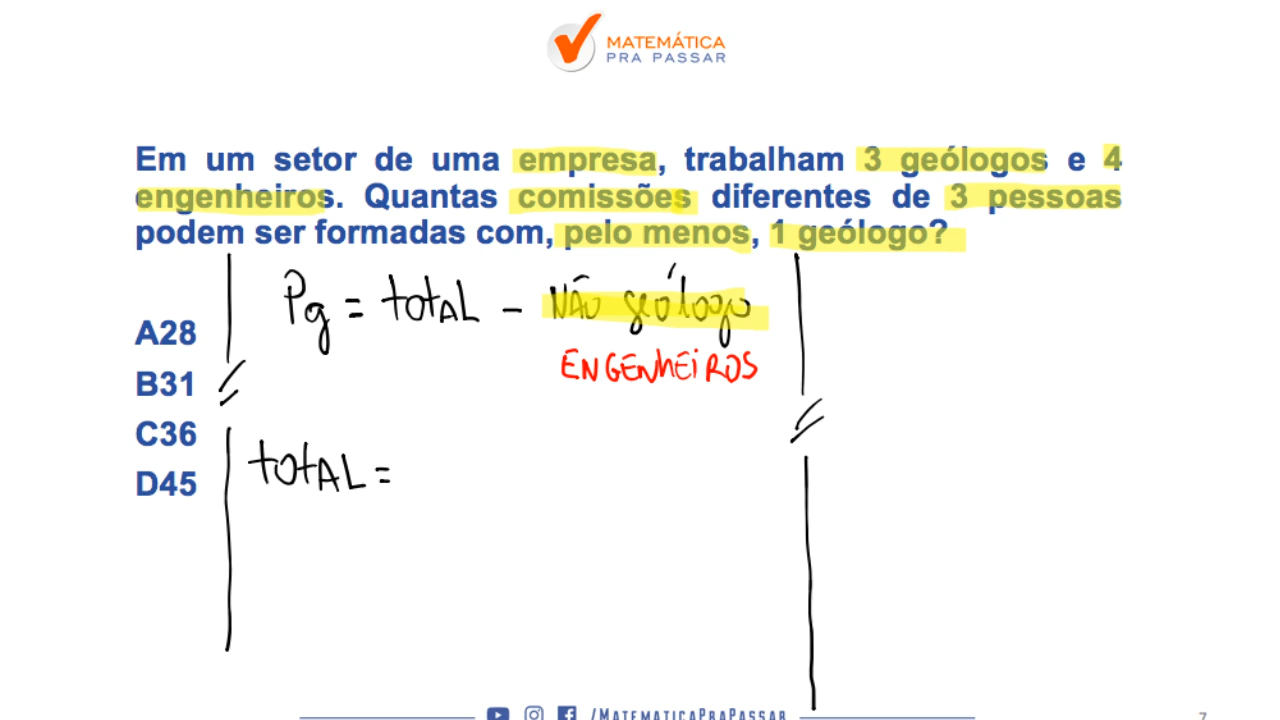 MATEMÁTICA
PRA PASSAR
Em um setor de uma empresa, trabalham 3 geólogos e 4
engenheiros. Quantas comissões diferentes de 3 pessoas
podem ser formadas com, pelo menos, 1 geólogo?
Pg = TOTAL - NÃO geólogo
ENGENHEIROS
A28
B31
C36
D45
TOTAL =
/MATEMATICAPRAPASSAR
7